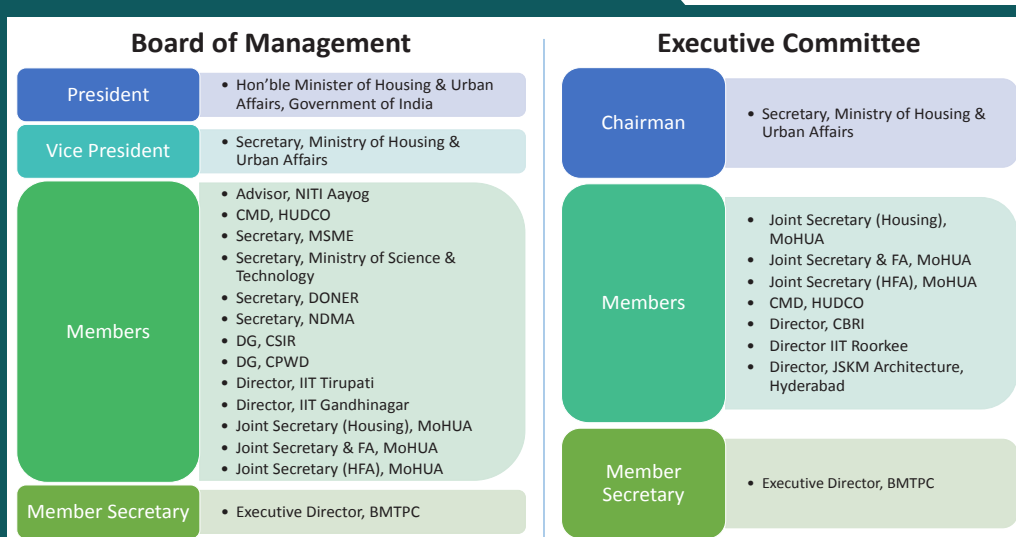 Board of Management
President
• Hon’ble Minister of Housing & Urban
Affairs, Government of India
Vice President
• Secretary, Ministry of Housing &
Urban Affairs
Members
• Advisor, NITI Aayog
• CMD, HUDCO
• Secretary, MSME
• Secretary, Ministry of Science &
Technology
• Secretary, DONER
• Secretary, NDMA
• DG, CSIR
• DG, CPWD
• Director, IIT Tirupati
• Director, IIT Gandhinagar
• Joint Secretary (Housing), MoHUA
• Joint Secretary & FA, MoHUA
• Joint Secretary (HFA), MoHUA
Member Secretary
• Executive Director, BMTPC
Executive Committee
Chairman
• Secretary, Ministry of Housing &
Urban Affairs
Members
• Joint Secretary (Housing),
MoHUA
• Joint Secretary & FA, MoHUA
• Joint Secretary (HFA), MoHUA
• CMD, HUDCO
• Director, CBRI
• Director IIT Roorkee
• Director, JSKM Architecture,
Hyderabad
Member
Secretary
• Executive Director, BMTPC